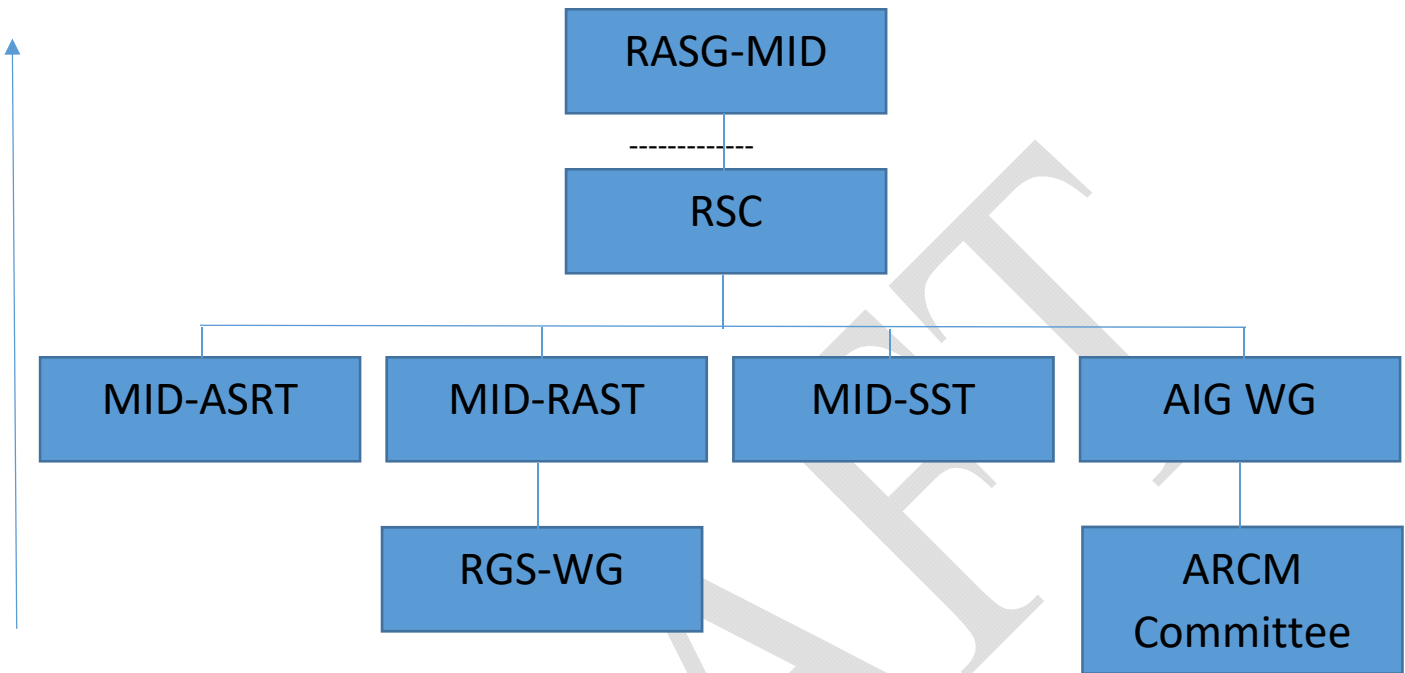 RASG-MID
-------------
RSC
MID-ASRT
MID-RAST
MID-SST
AIG WG
RGS-WG
ARCM
Committee